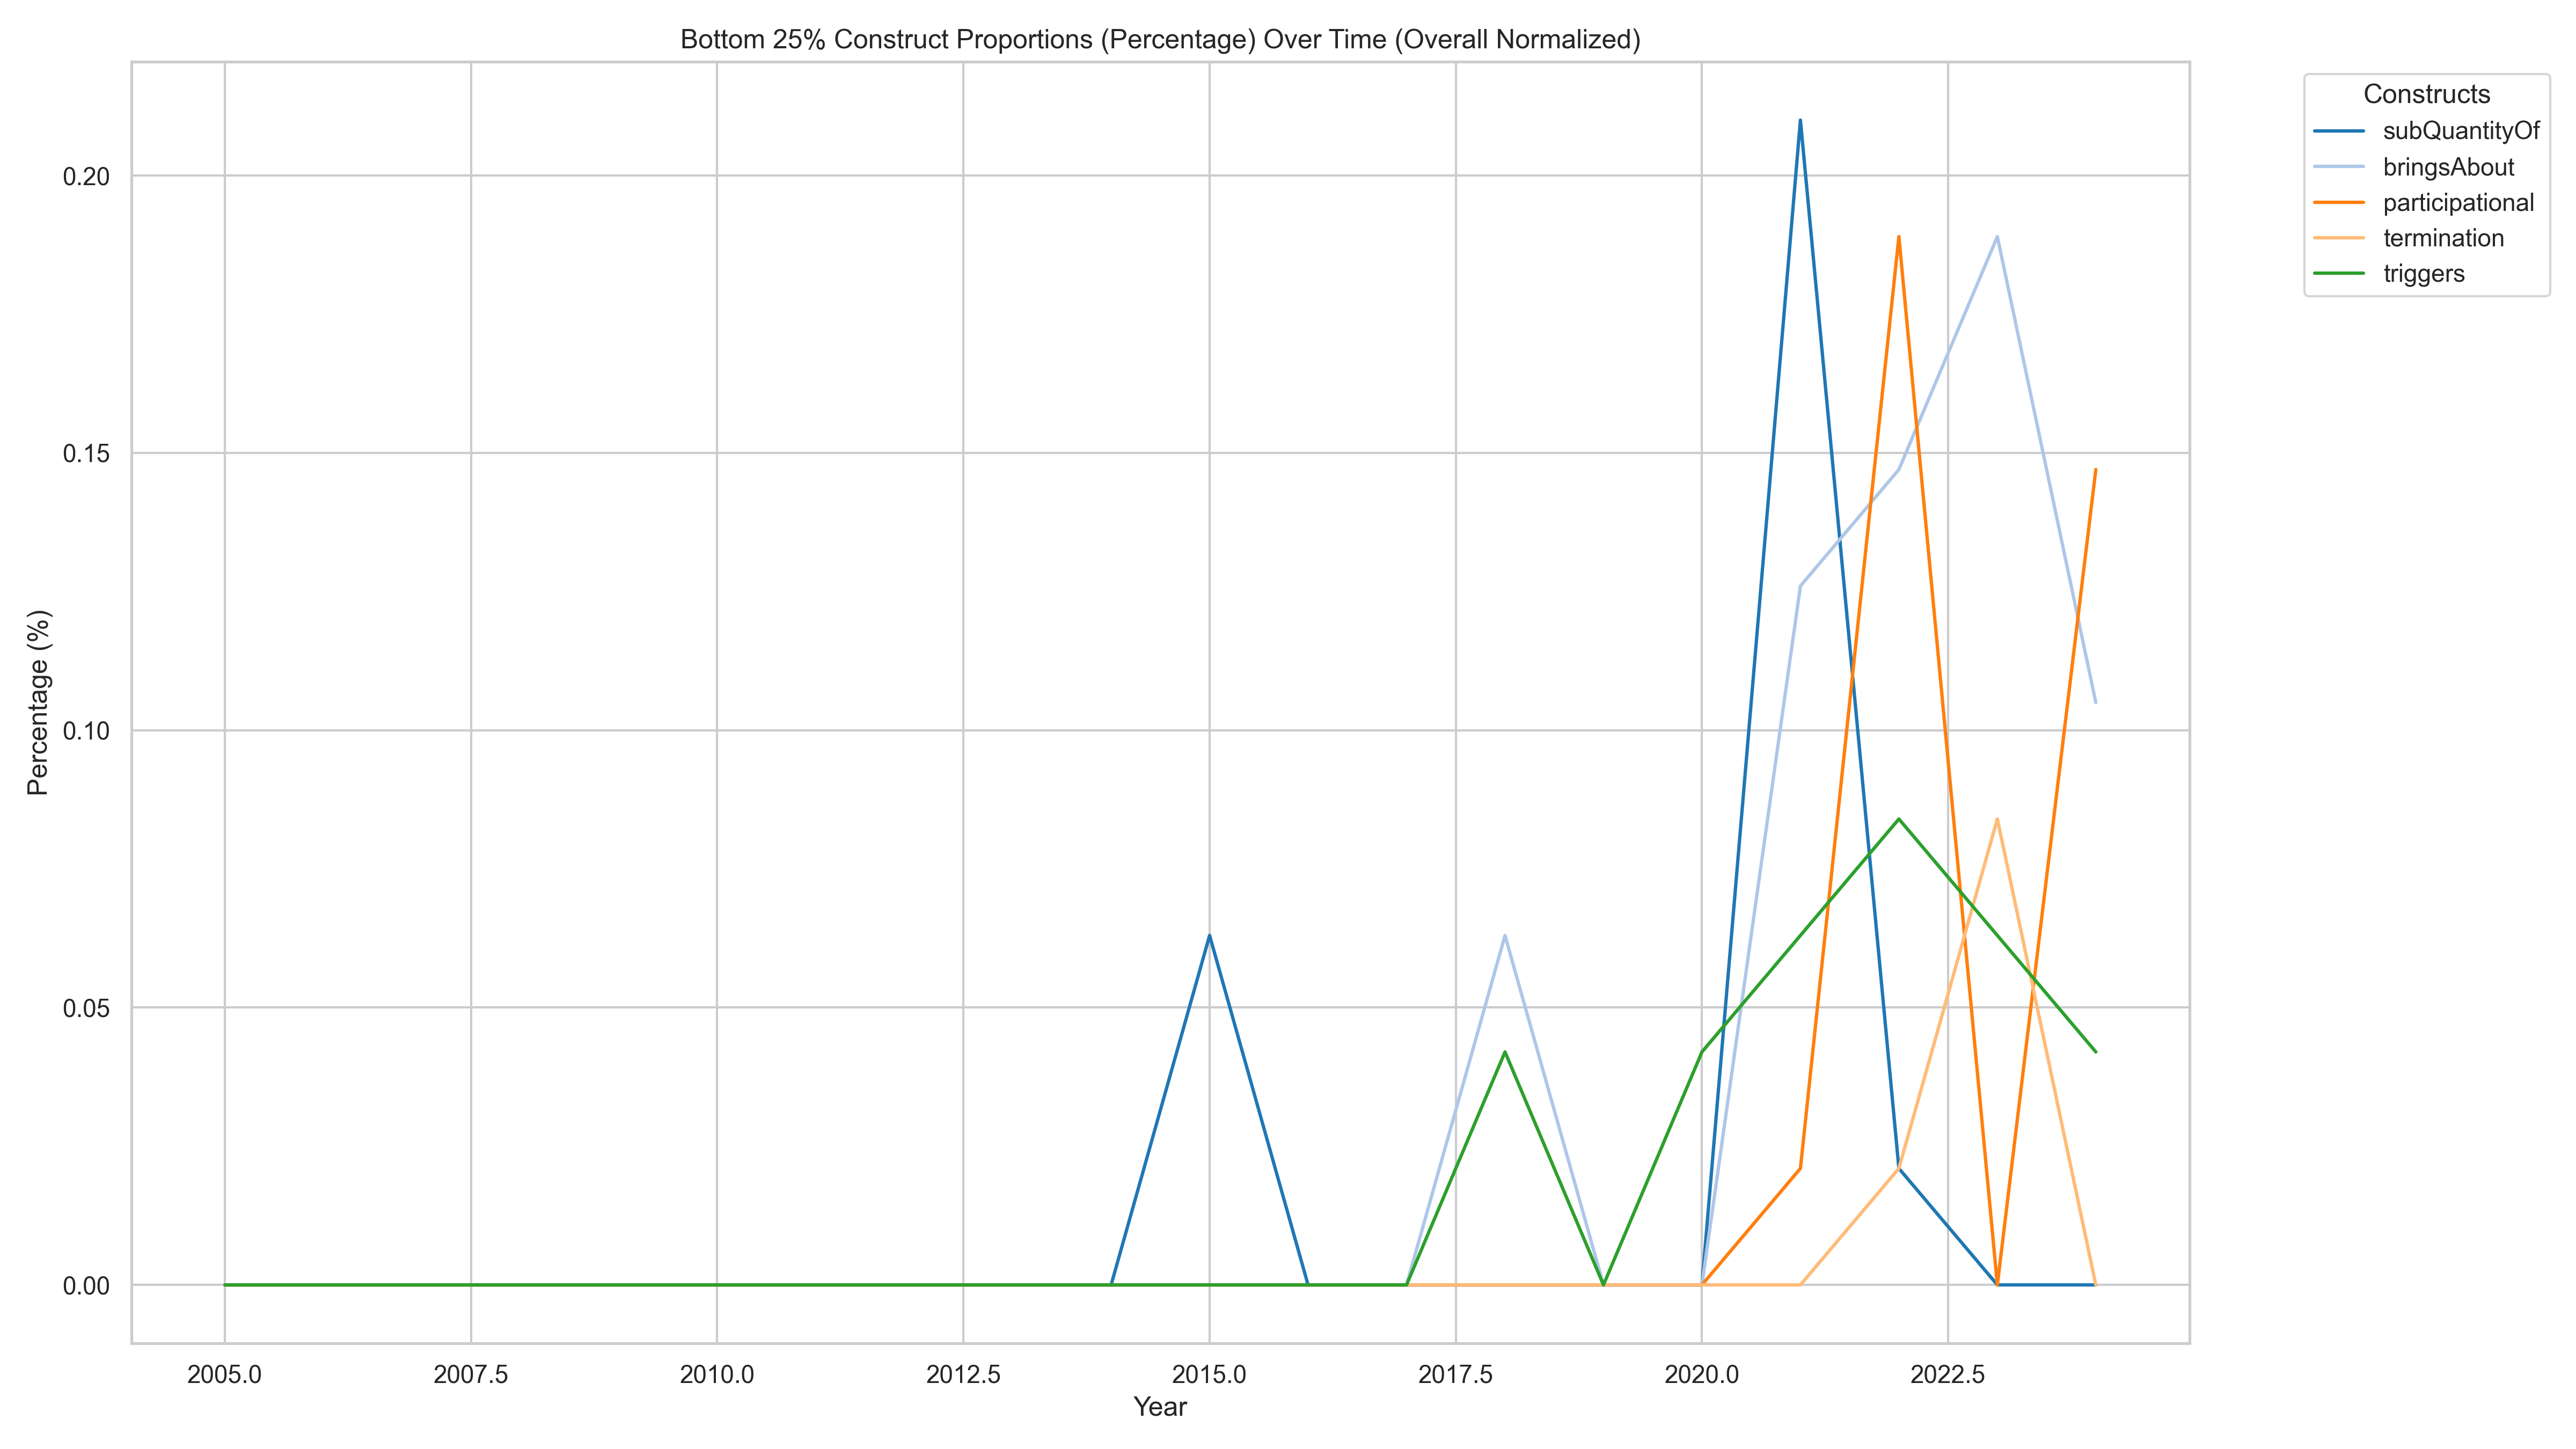 Bottom 25% Construct Proportions (Percentage) Over Time (Overall Normalized)
Constructs
subQuantityOf
bringsAbout
participational
termination
triggers
Percentage (%)
0.20
0.15
0.10
0.05
0.00
2005.0 2007.5 2010.0 2012.5 2015.0 2017.5 2020.0 2022.5
Year